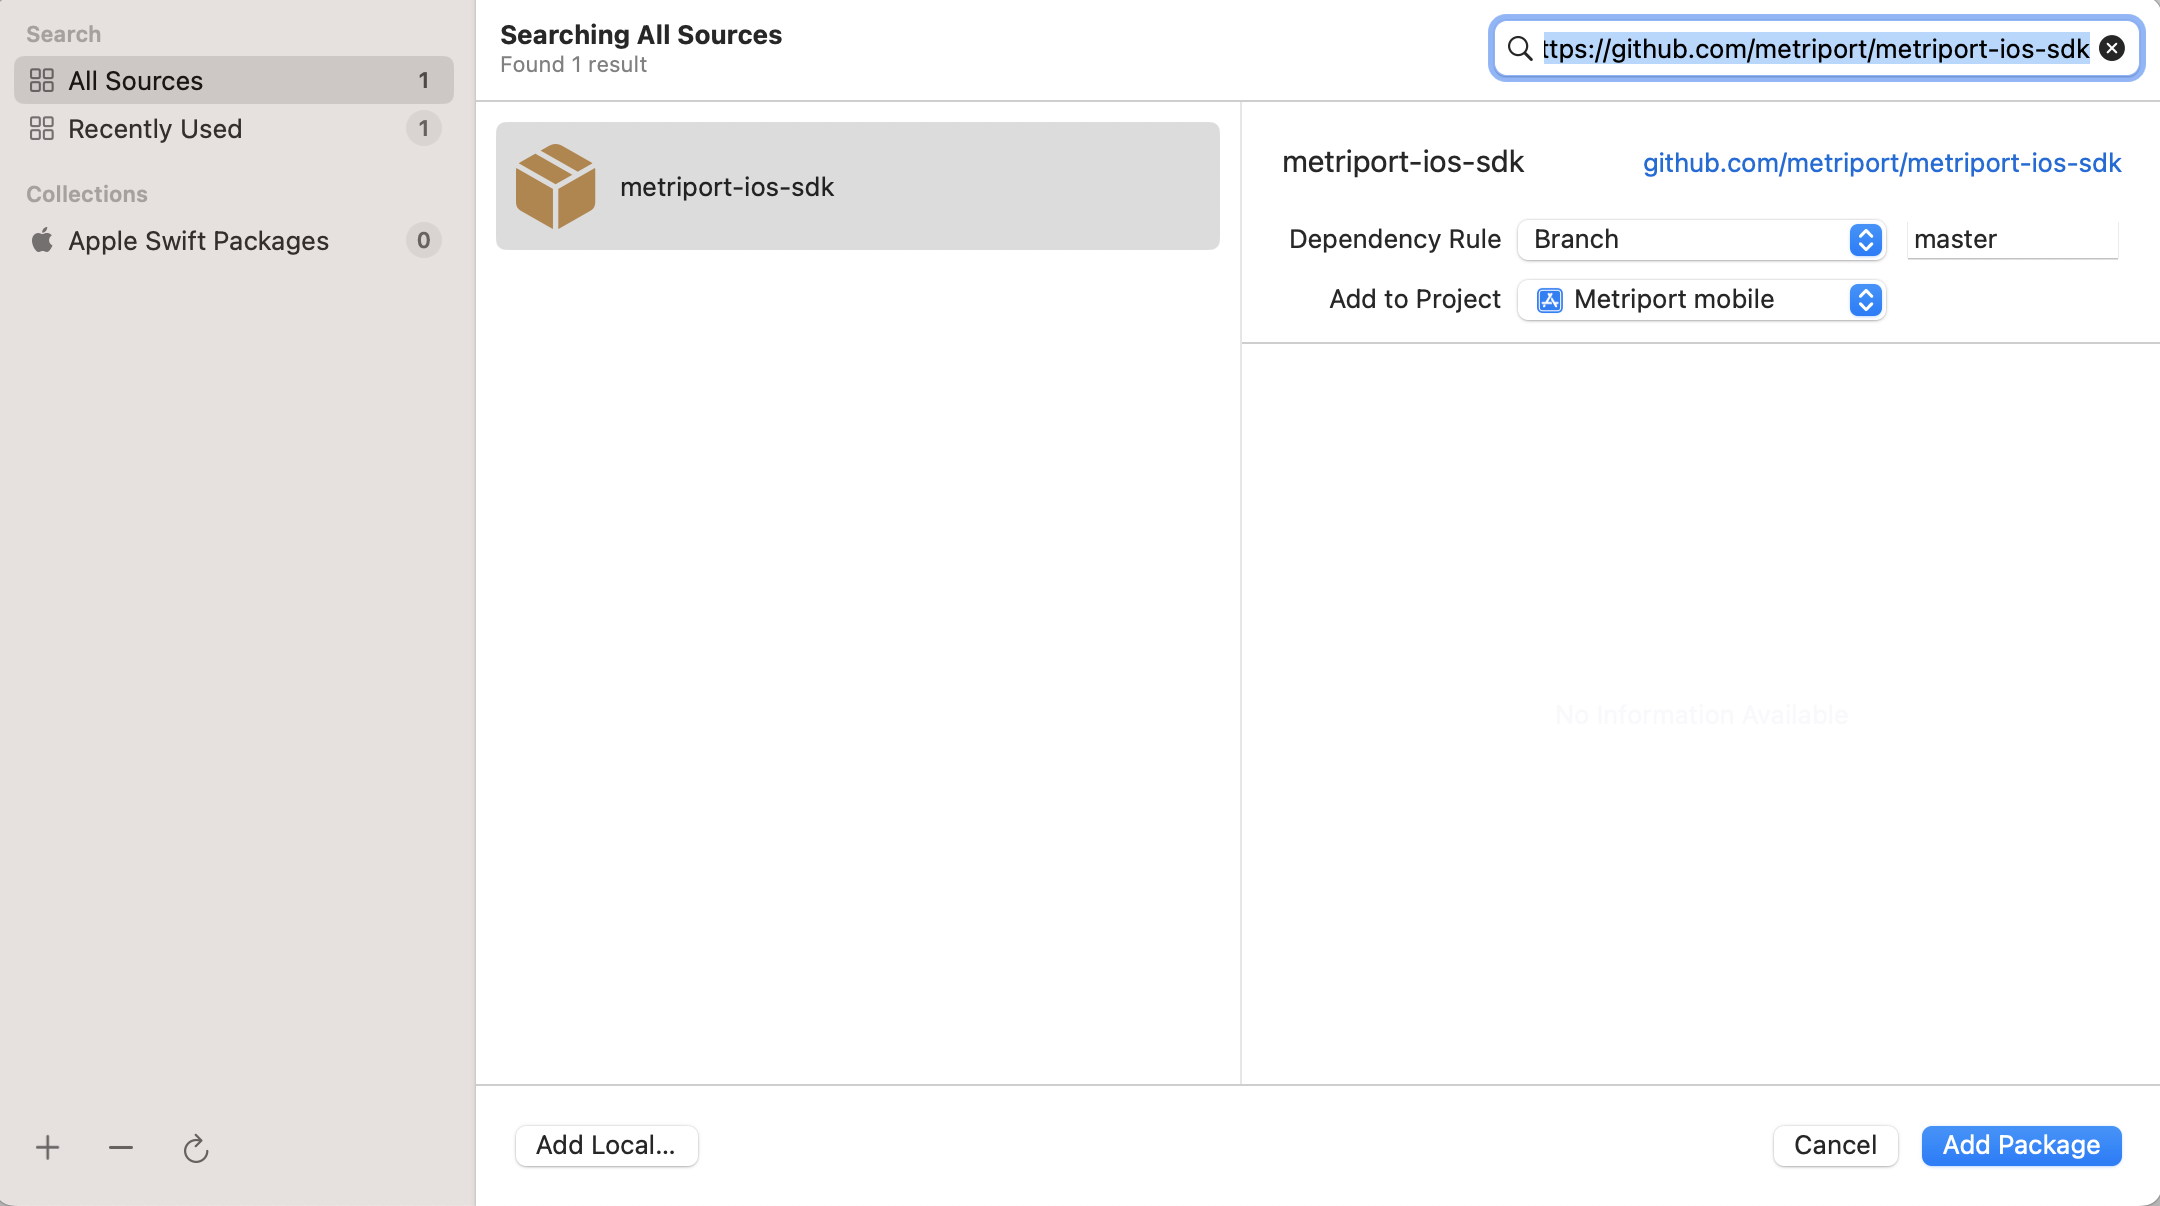 Search
All Sources 1
Recently Used 1
Collections
Apple Swift Packages 0
Searching All Sources
Found 1 result
ttps://github.com/metriport/metriport-ios-sdk
metriport-ios-sdk
metriport-ios-sdk github.com/metriport/metriport-ios-sdk
Dependency Rule Branch master
Add to Project Metriport mobile
No Information Available
Add Local...
Cancel
Add Package